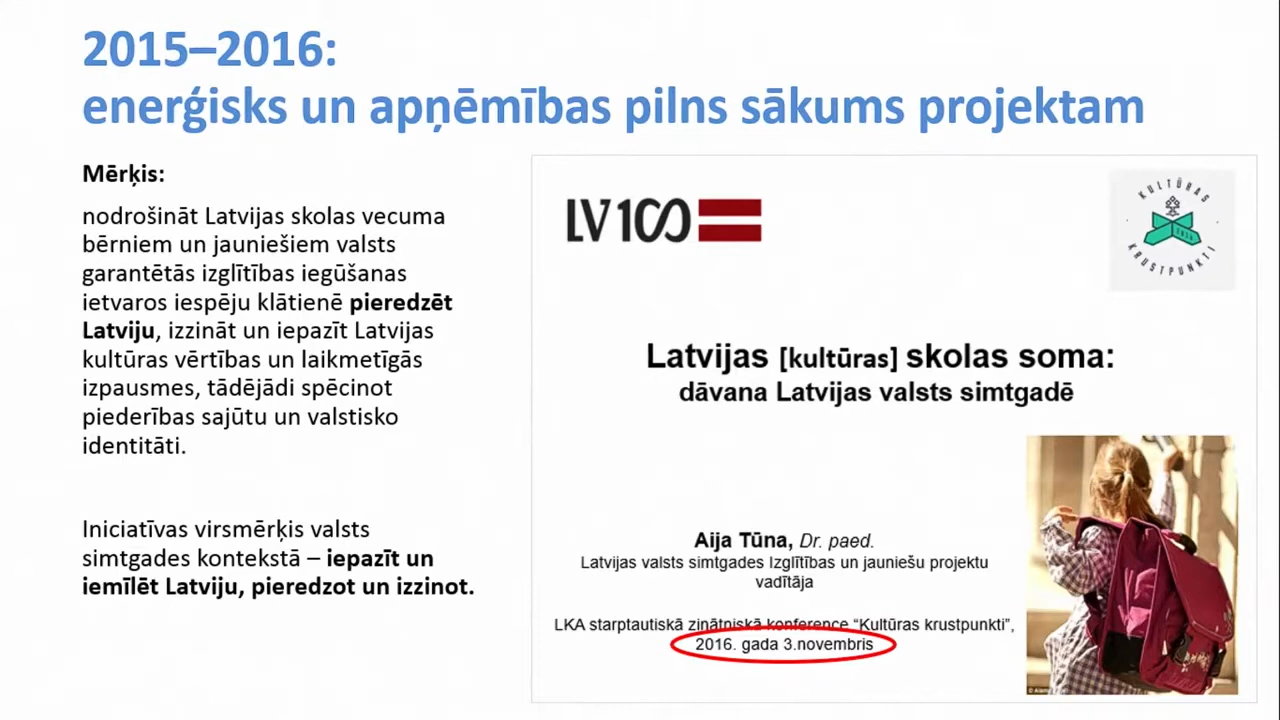 2015–2016:
enerģisks un apņēmības pilns sākums projektam
Mērķis:
nodrošināt Latvijas skolas vecuma
bērniem un jauniešiem valsts
garantētās izglītības iegūšanas
ietvaros iespēju klātienē pieredzēt
Latviju, izzināt un iepazīt Latvijas
kultūras vērtības un laikmetīgās
izpausmes, tādējādi spēcinot
piederības sajūtu un valstisko
identitāti.
Iniciatīvas virsmērķis valsts
simtgades kontekstā – iepazīt un
iemīlēt Latviju, pieredzot un izzinot.
LV100
KULTŪRAS
KRUSTPUNKTI
Latvijas [kultūras] skolas soma:
dāvana Latvijas valsts simtgadē
Aija Tūna, Dr. paed.
Latvijas valsts simtgades Izglītības un jauniešu projektu
vadītāja
LKA starptautiskā zinātniskā konference “Kultūras krustpunkti”,
2016. gada 3.novembris